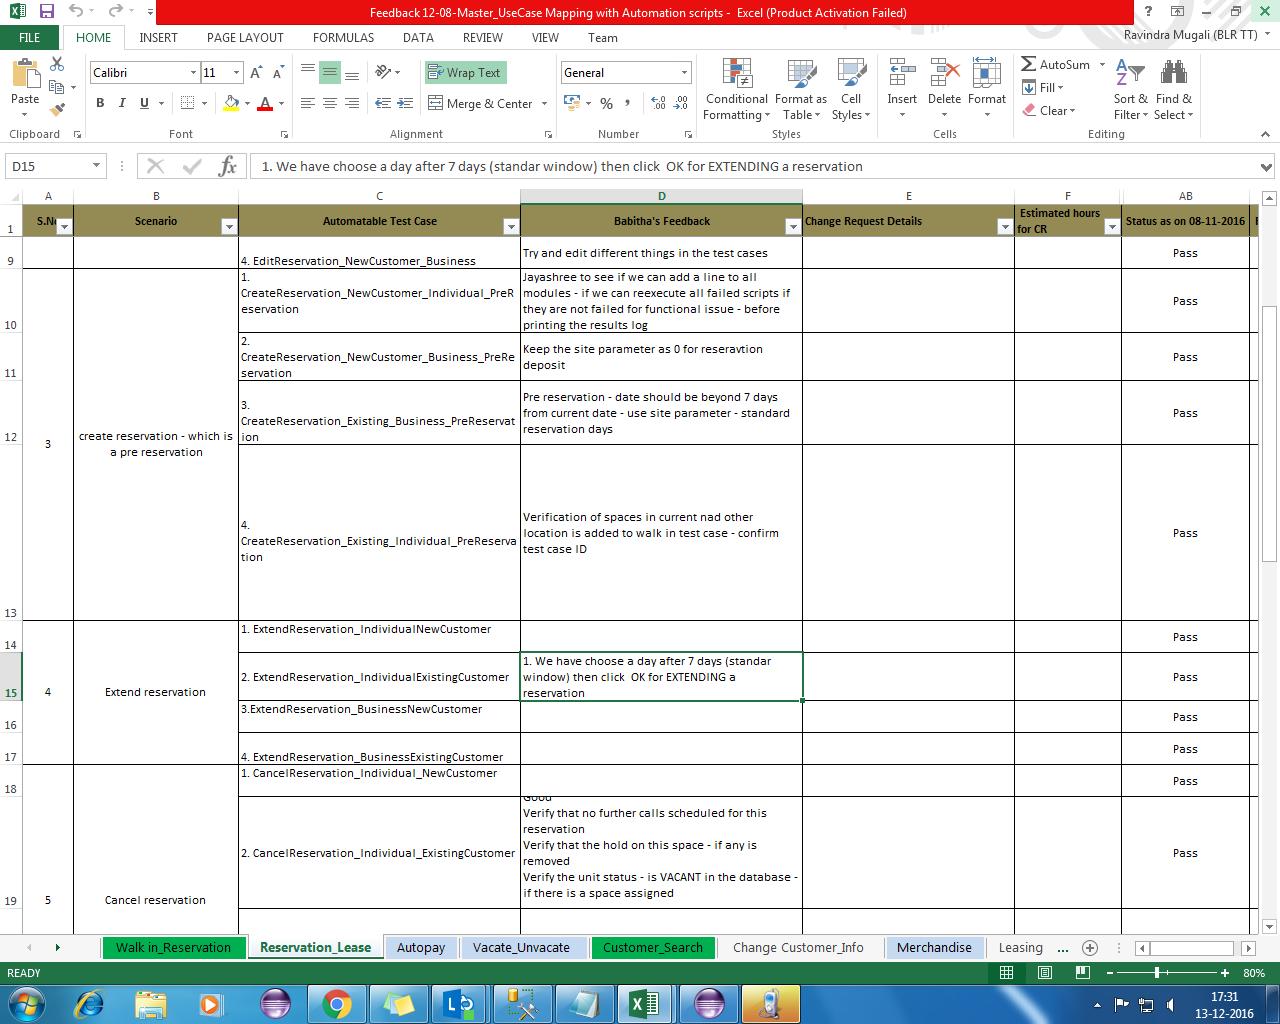 Feedback 12-08-Master_UseCase Mapping with Automation scripts - Excel (Product Activation Failed)
FILE HOME INSERT PAGE LAYOUT FORMULAS DATA REVIEW VIEW Team
Ravindra Mugali (BLR TT)
Paste
Calibri 11
B I U A
Wrap Text
Merge & Center
General
% ,
Conditional Formatting
Format as Table
Cell Styles
Insert Delete Format
AutoSum
Fill
Clear
Sort & Filter
Find & Select
Clipboard Font Alignment Number Styles Cells Editing
D15 fx 1. We have choose a day after 7 days (standar window) then click OK for EXTENDING a reservation
A B C D E F AB
1 S.No Scenario Automatable Test Case Babitha's Feedback Change Request Details Estimated hours for CR Status as on 08-11-2016
9 4. EditReservation_NewCustomer_Business Try and edit different things in the test cases Pass
3 create reservation - which is a pre reservation
10 1.
CreateReservation_NewCustomer_Individual_PreR
eservation
Jayashree to see if we can add a line to all
modules - if we can reexecute all failed scripts if
they are not failed for functional issue - before
printing the results log
Pass
11 2.
CreateReservation_NewCustomer_Business_PreRe
servation
Keep the site parameter as 0 for reseravtion
deposit
Pass
12 3.
CreateReservation_Existing_Business_PreReservat
ion
Pre reservation - date should be beyond 7 days
from current date - use site parameter - standard
reservation days
Pass
13 4.
CreateReservation_Existing_Individual_PreReserva
tion
Verification of spaces in current nad other
location is added to walk in test case - confirm
test case ID
Pass
4 Extend reservation
14 1. ExtendReservation_IndividualNewCustomer Pass
15 2. ExtendReservation_IndividualExistingCustomer
1. We have choose a day after 7 days (standar
window) then click OK for EXTENDING a
reservation
Pass
16 3.ExtendReservation_BusinessNewCustomer Pass
17 4. ExtendReservation_BusinessExistingCustomer Pass
5 Cancel reservation
18 1. CancelReservation_Individual_NewCustomer Pass
19 2. CancelReservation_Individual_ExistingCustomer
Good
Verify that no further calls scheduled for this
reservation
Verify that the hold on this space - if any is
removed
Verify the unit status - is VACANT in the database -
if there is a space assigned
Pass
Walk in_Reservation Reservation_Lease Autopay Vacate_Unvacate Customer_Search Change Customer_Info Merchandise Leasing ...
READY 80%
17:31
13-12-2016